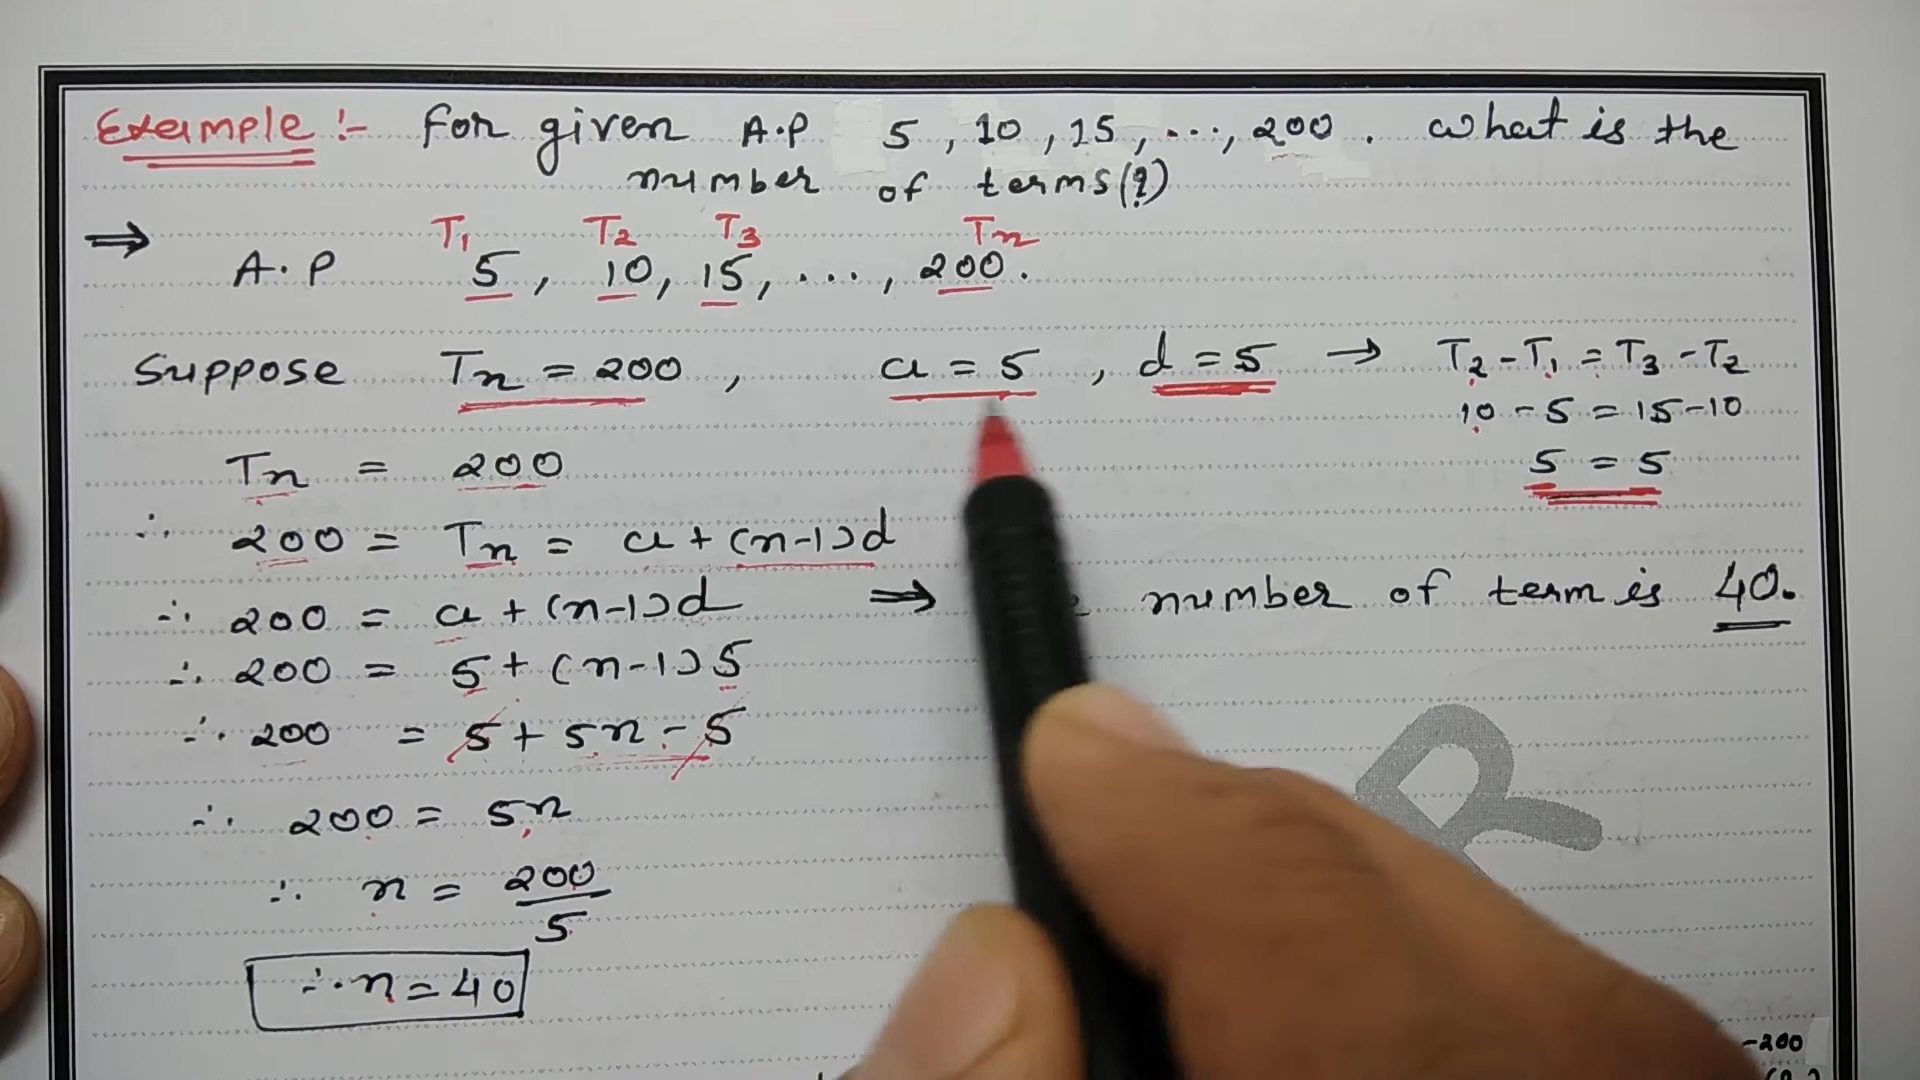 Example :- for given A.P 5, 10, 15, ..., 200. what is the
number of terms(?)
⇒ T1 T2 T3 Tn
A.P 5, 10, 15, ..., 200.
Suppose Tn = 200, a = 5, d = 5 → T2 - T1 = T3 - T2
10 - 5 = 15 - 10
5 = 5
Tn = 200
∴ 200 = Tn = a + (n-1)d
∴ 200 = a + (n-1)d
⇒ number of term is 40.
∴ 200 = 5 + (n-1)5
∴ 200 = 5 + 5n - 5
∴ 200 = 5n
∴ n = 200/5
∴ n = 40
-200
R